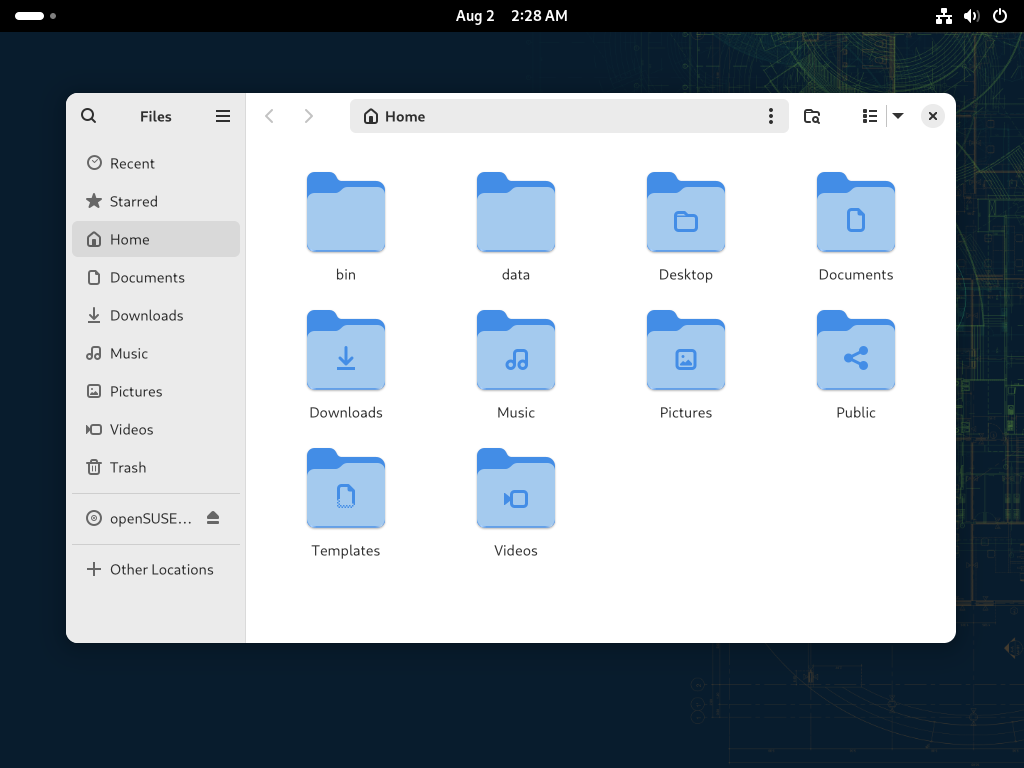 Aug 2 2:28 AM
Files
Home
Recent
Starred
Home
Documents
Downloads
Music
Pictures
Videos
Trash
openSUSE…
Other Locations
bin data Desktop Documents
Downloads Music Pictures Public
Templates Videos